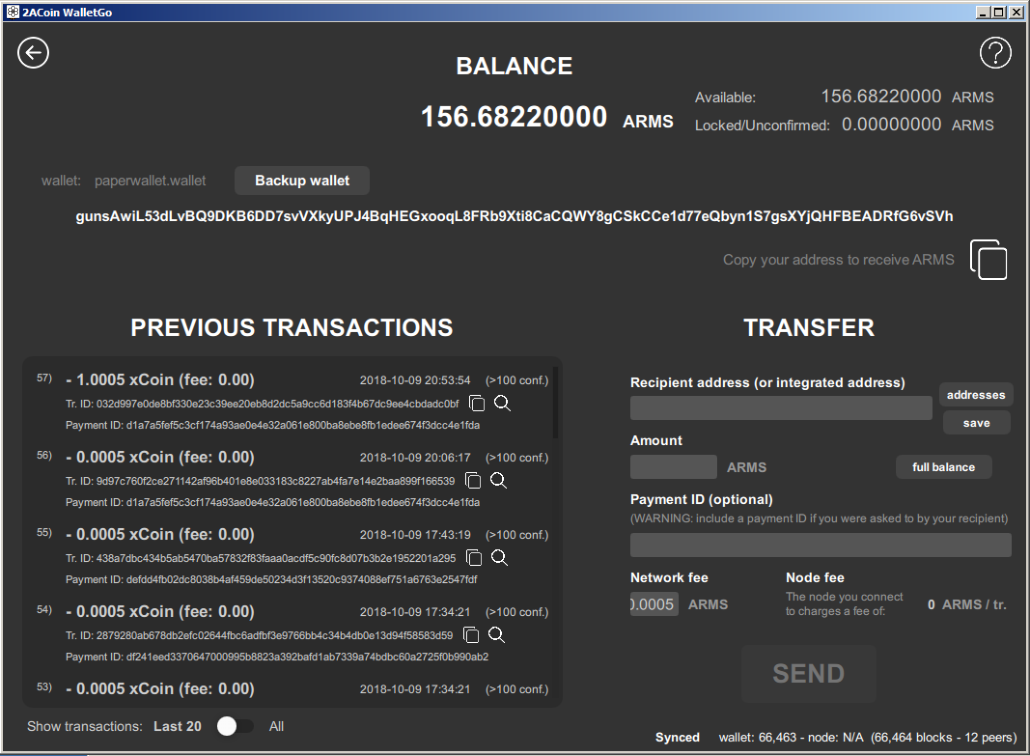 2ACoin WalletGo
BALANCE
156.68220000 ARMS
Available: 156.68220000 ARMS
Locked/Unconfirmed: 0.00000000 ARMS
wallet: paperwallet.wallet
Backup wallet
gunsAwiL53dLvBQ9DKB6DD7svVXkyUPJ4BqHEGxooqL8FRb9Xti8CaCQWY8gCSkCCe1d77eQbyn1S7gsXYjQHFBEADRfG6vSVh
Copy your address to receive ARMS
PREVIOUS TRANSACTIONS
57) - 1.0005 xCoin (fee: 0.00) 2018-10-09 20:53:54 (>100 conf.)
Tr. ID: 032d997e0de8bf330e23c39ee20eb8d2dc5a9cc6d183f4b67dc9ee4cbdadc0bf
Payment ID: d1a7a5fef5c3cf174a93ae0e4e32a061e800ba8ebe8fb1edee674f3dcc4e1fda
56) - 0.0005 xCoin (fee: 0.00) 2018-10-09 20:06:17 (>100 conf.)
Tr. ID: 9d97c760f2ce271142af96b401e8e033183c8227ab4fa7e14e2baa899f166539
Payment ID: d1a7a5fef5c3cf174a93ae0e4e32a061e800ba8ebe8fb1edee674f3dcc4e1fda
55) - 0.0005 xCoin (fee: 0.00) 2018-10-09 17:43:19 (>100 conf.)
Tr. ID: 438a7dbc434b5ab5470ba57832f83faaa0acdf5c90fc8d07b3b2e1952201a295
Payment ID: defdd4fb02dc8038b4af459de50234d3f13520c9374088ef751a6763e2547fdf
54) - 0.0005 xCoin (fee: 0.00) 2018-10-09 17:34:21 (>100 conf.)
Tr. ID: 2879280ab678db2efc02644fbc6adfbf3e9766bb4c34b4db0e13d94f58583d59
Payment ID: df241eed3370647000995b8823a392bafd1ab7339a74bdbc60a2725f0b990ab2
53) - 0.0005 xCoin (fee: 0.00) 2018-10-09 17:34:21 (>100 conf.)
Show transactions: Last 20 All
TRANSFER
Recipient address (or integrated address)
addresses
save
Amount
ARMS
full balance
Payment ID (optional)
(WARNING: include a payment ID if you were asked to by your recipient)
Network fee
0.0005 ARMS
Node fee
The node you connect
to charges a fee of:
0 ARMS / tr.
SEND
Synced wallet: 66,463 - node: N/A (66,464 blocks - 12 peers)